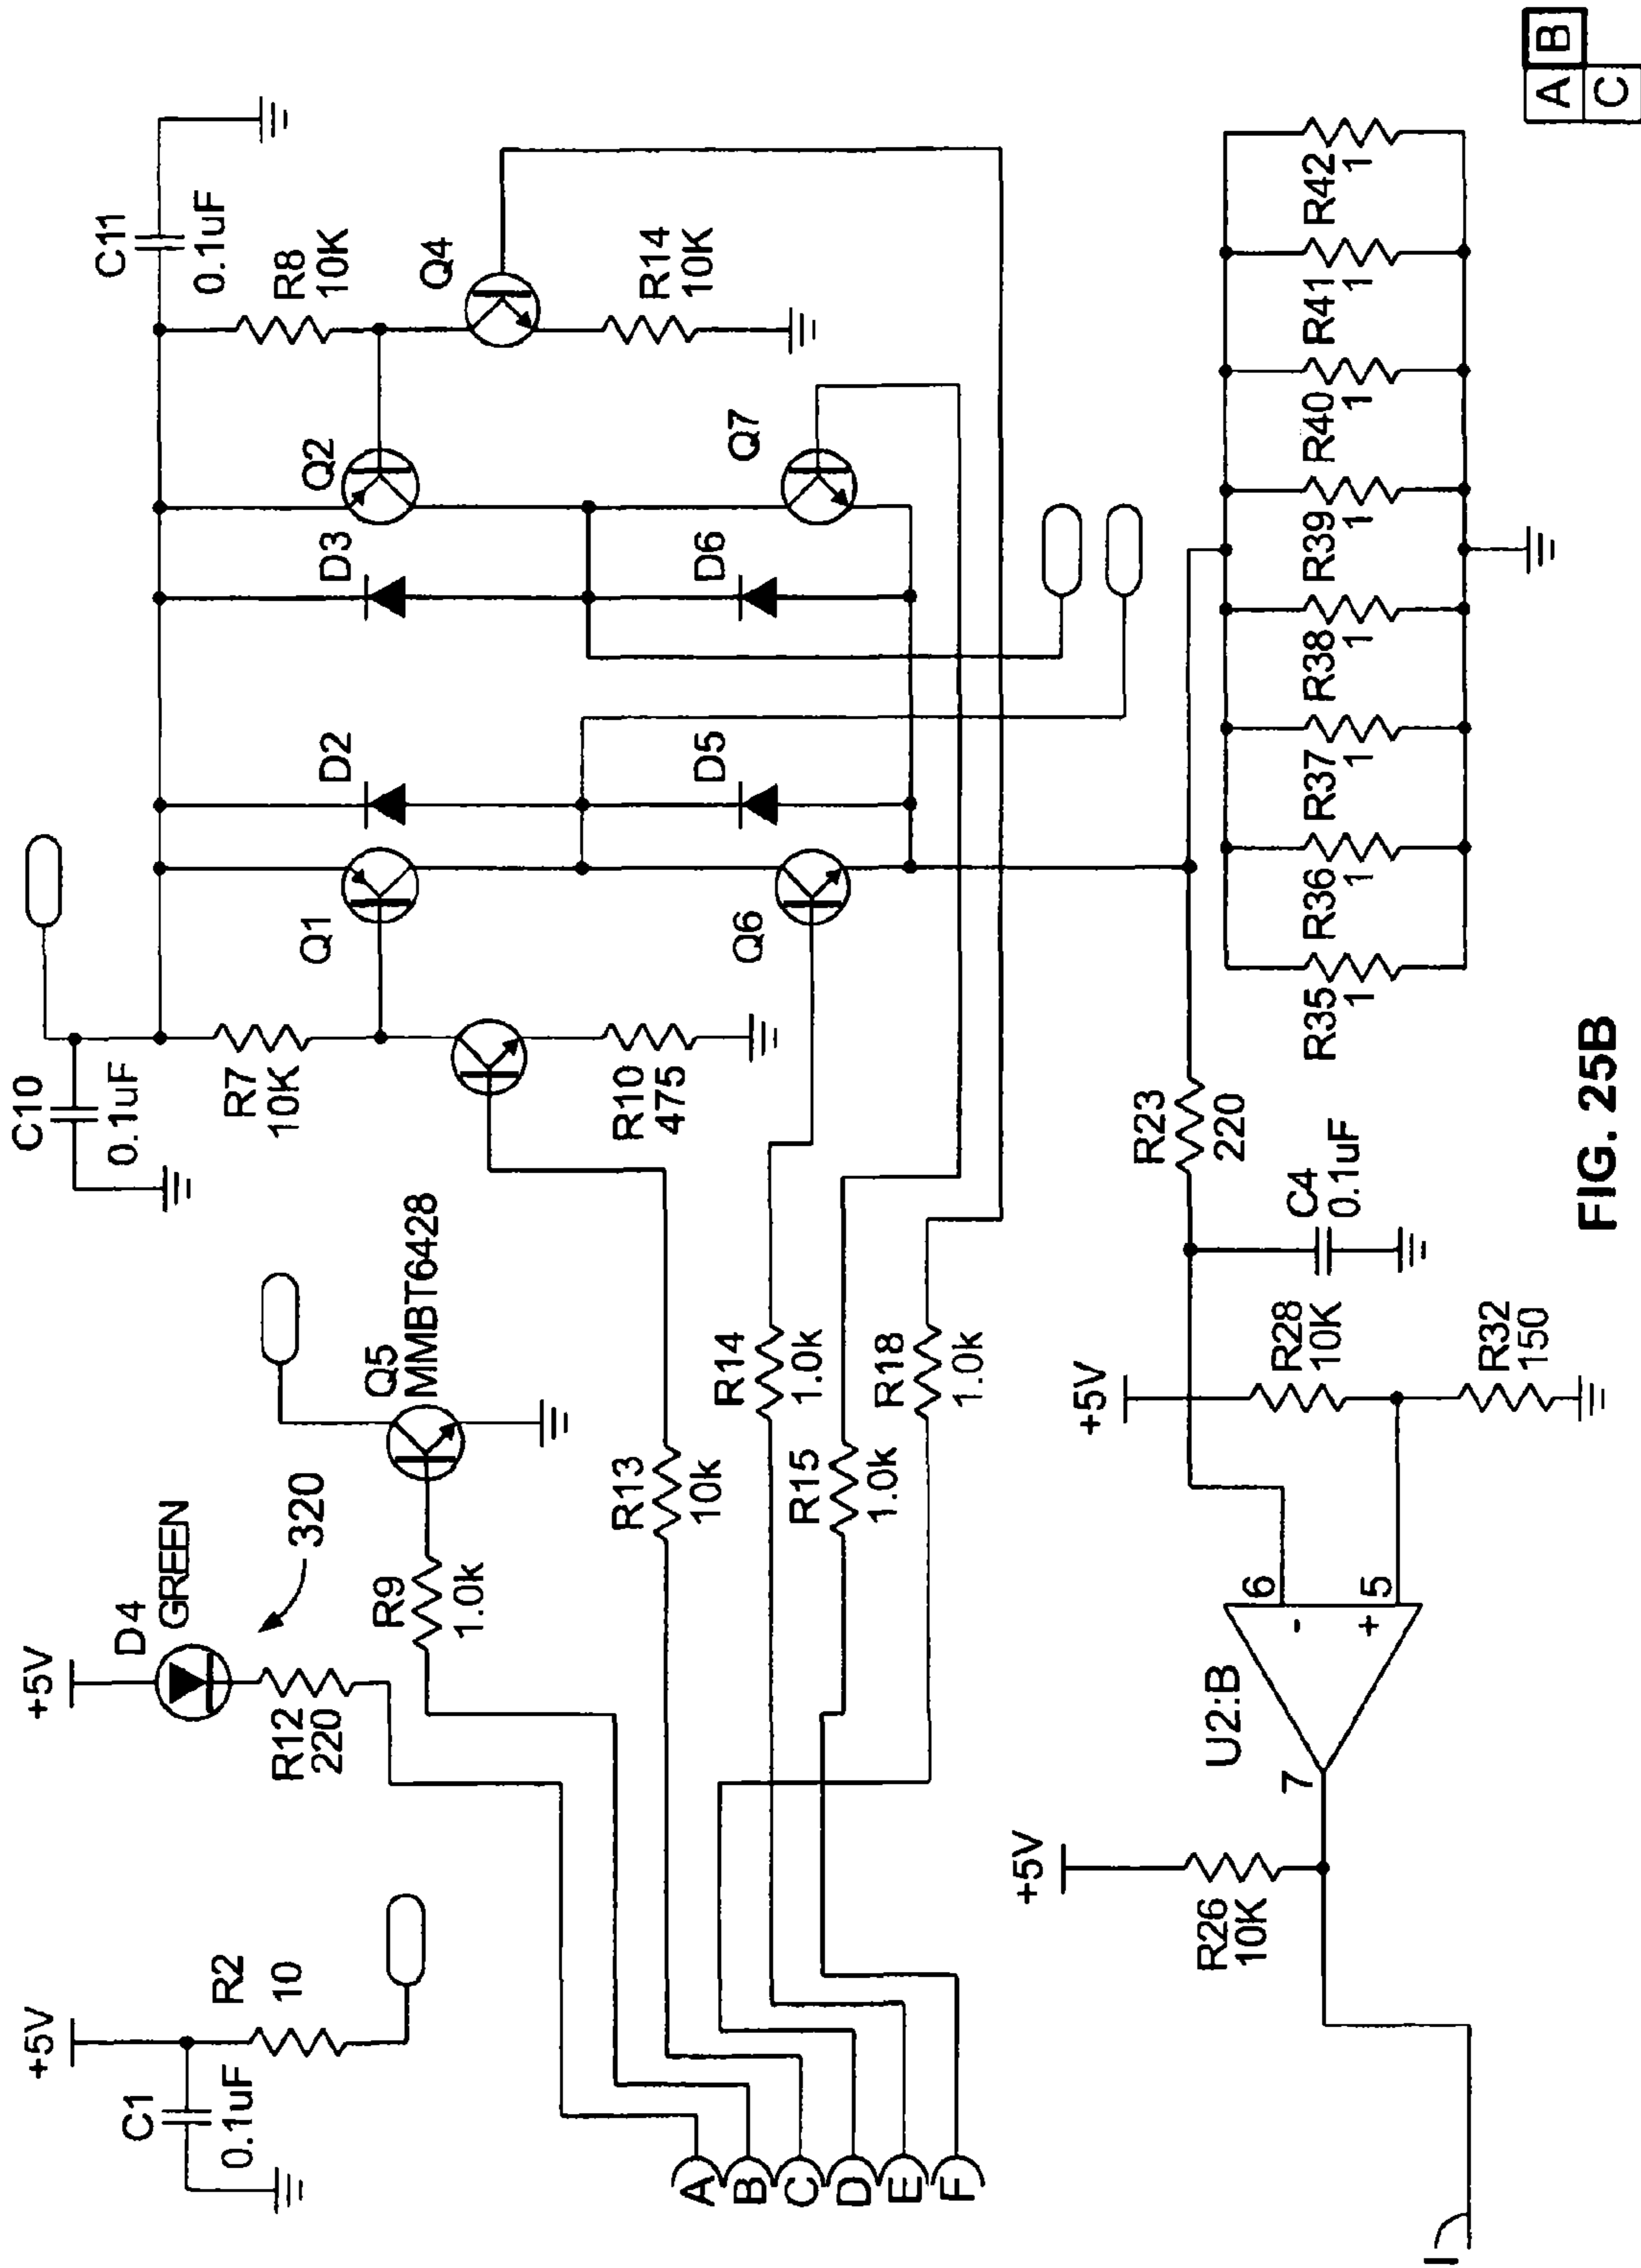 +5V
C1
0.1uF
R2
10
+5V
D4
GREEN
320
R12
220
R9
1.0k
Q5
MMBT6428
C10
0.1uF
R7
10K
Q1
D2
D3
Q2
C11
0.1uF
R8
10K
Q4
R14
10K
R10
475
Q6
D5
D6
Q7
R13
10k
R14
1.0k
R15
1.0k
R18
1.0k
A
B
C
D
E
F
+5V
R26
10K
U2:B
7
6
-
5
+
+5V
R28
10K
R32
150
C4
0.1uF
R23
220
R35
1
R36
1
R37
1
R38
1
R39
1
R40
1
R41
1
R42
1
I
FIG. 25B
A B
C